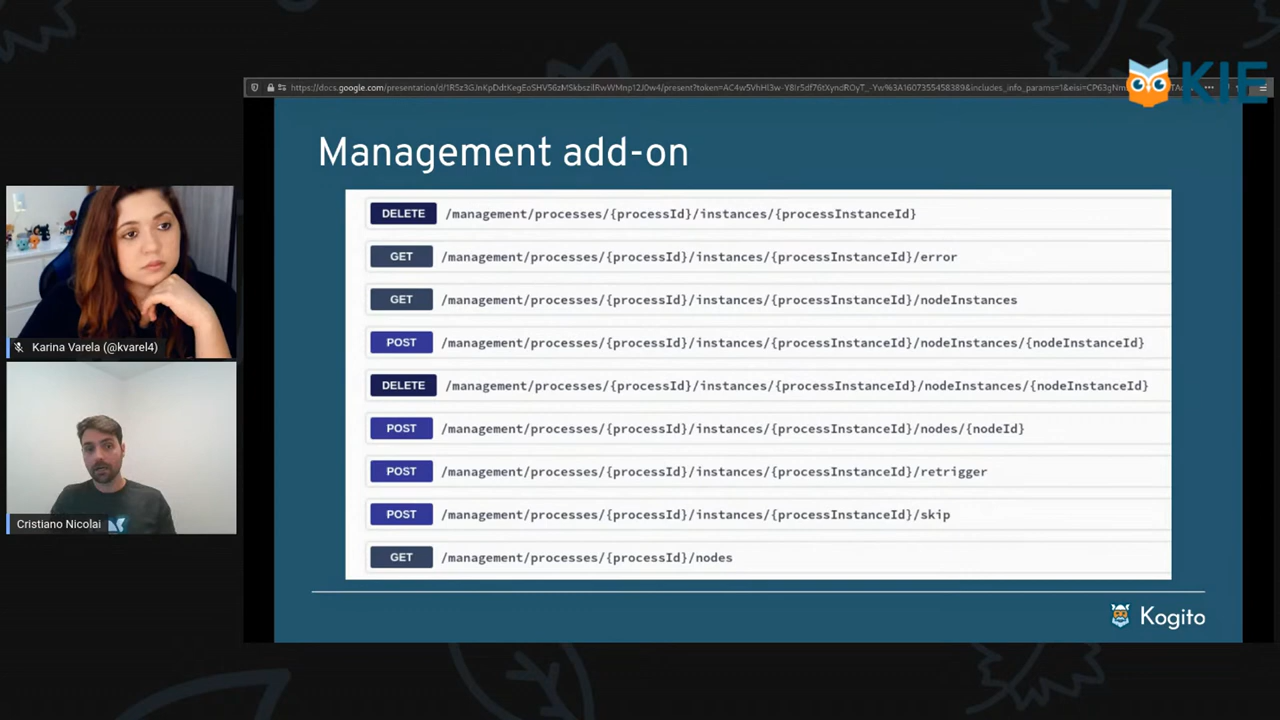 KIE
Management add-on
DELETE /management/processes/{processId}/instances/{processInstanceId}
GET /management/processes/{processId}/instances/{processInstanceId}/error
GET /management/processes/{processId}/instances/{processInstanceId}/nodeInstances
POST /management/processes/{processId}/instances/{processInstanceId}/nodeInstances/{nodeInstanceId}
DELETE /management/processes/{processId}/instances/{processInstanceId}/nodeInstances/{nodeInstanceId}
POST /management/processes/{processId}/instances/{processInstanceId}/nodes/{nodeId}
POST /management/processes/{processId}/instances/{processInstanceId}/retrigger
POST /management/processes/{processId}/instances/{processInstanceId}/skip
GET /management/processes/{processId}/nodes
Kogito
Karina Varela (@kvarel4)
Cristiano Nicolai